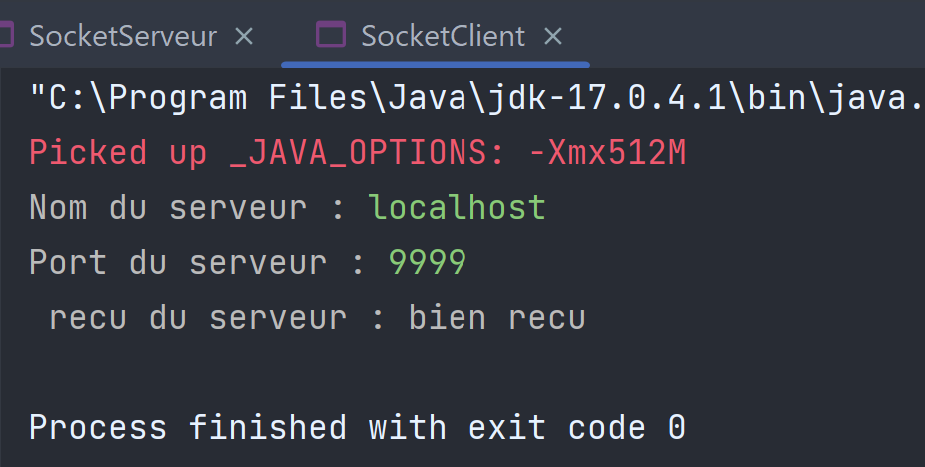 SocketServeur × SocketClient ×
"C:\Program Files\Java\jdk-17.0.4.1\bin\java.
Picked up _JAVA_OPTIONS: -Xmx512M
Nom du serveur : localhost
Port du serveur : 9999
recu du serveur : bien recu
Process finished with exit code 0